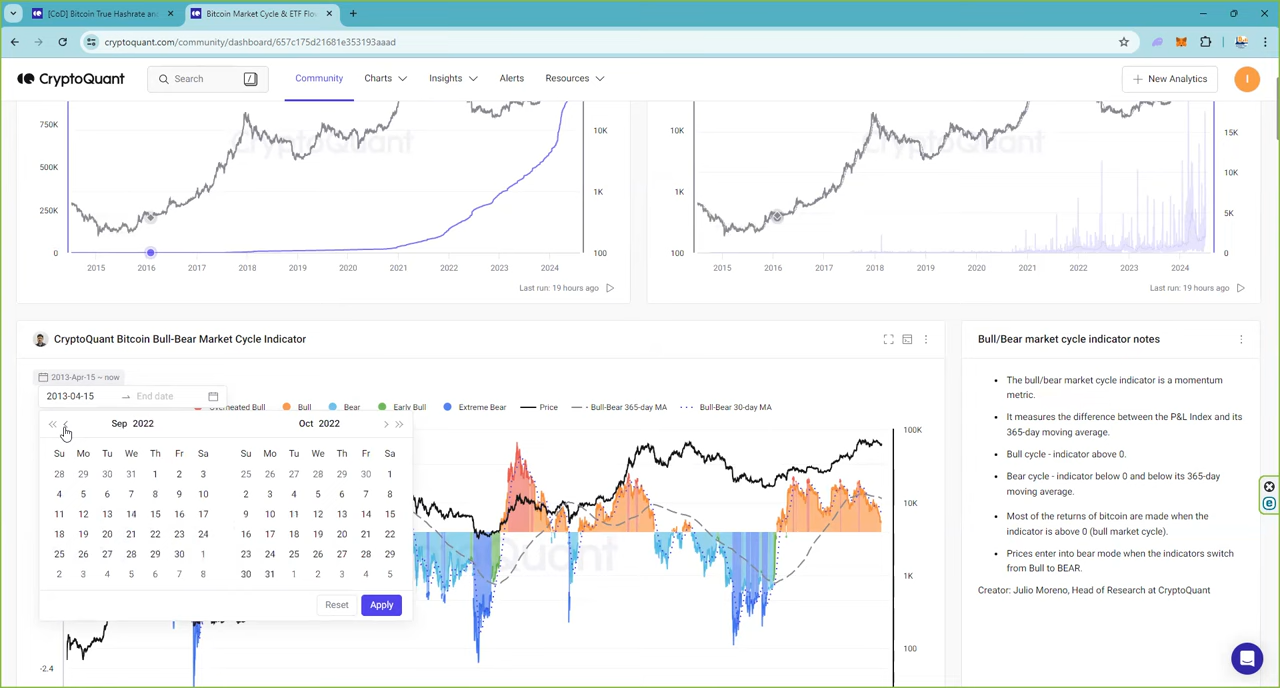 [CoD] Bitcoin True Hashrate an
Bitcoin Market Cycle & ETF Flow
cryptoquant.com/community/dashboard/657c175d21681e353193aaad
CryptoQuant
Search
/
Community
Charts
Insights
Alerts
Resources
New Analytics
I
750K
500K
250K
0
10K
1K
100
2015 2016 2017 2018 2019 2020 2021 2022 2023 2024
CryptoQuant
Last run: 19 hours ago
10K
1K
100
15K
10K
5K
0
2015 2016 2017 2018 2019 2020 2021 2022 2023 2024
CryptoQuant
Last run: 19 hours ago
CryptoQuant Bitcoin Bull-Bear Market Cycle Indicator
2013-Apr-15 ~ now
2013-04-15
End date
Overheated Bull Bull Bear Early Bull Extreme Bear Price Bull-Bear 365-day MA Bull-Bear 30-day MA
Sep 2022
Oct 2022
Su Mo Tu We Th Fr Sa
28 29 30 31 1 2 3
4 5 6 7 8 9 10
11 12 13 14 15 16 17
18 19 20 21 22 23 24
25 26 27 28 29 30 1
2 3 4 5 6 7 8
Su Mo Tu We Th Fr Sa
25 26 27 28 29 30 1
2 3 4 5 6 7 8
9 10 11 12 13 14 15
16 17 18 19 20 21 22
23 24 25 26 27 28 29
30 31 1 2 3 4 5
Reset
Apply
100K
10K
1K
100
-2.4
Bull/Bear market cycle indicator notes
The bull/bear market cycle indicator is a momentum
metric.
It measures the difference between the P&L Index and its
365-day moving average.
Bull cycle - indicator above 0.
Bear cycle - indicator below 0 and below its 365-day
moving average.
Most of the returns of bitcoin are made when the
indicator is above 0 (bull market cycle).
Prices enter into bear mode when the indicators switch
from Bull to BEAR.
Creator: Julio Moreno, Head of Research at CryptoQuant